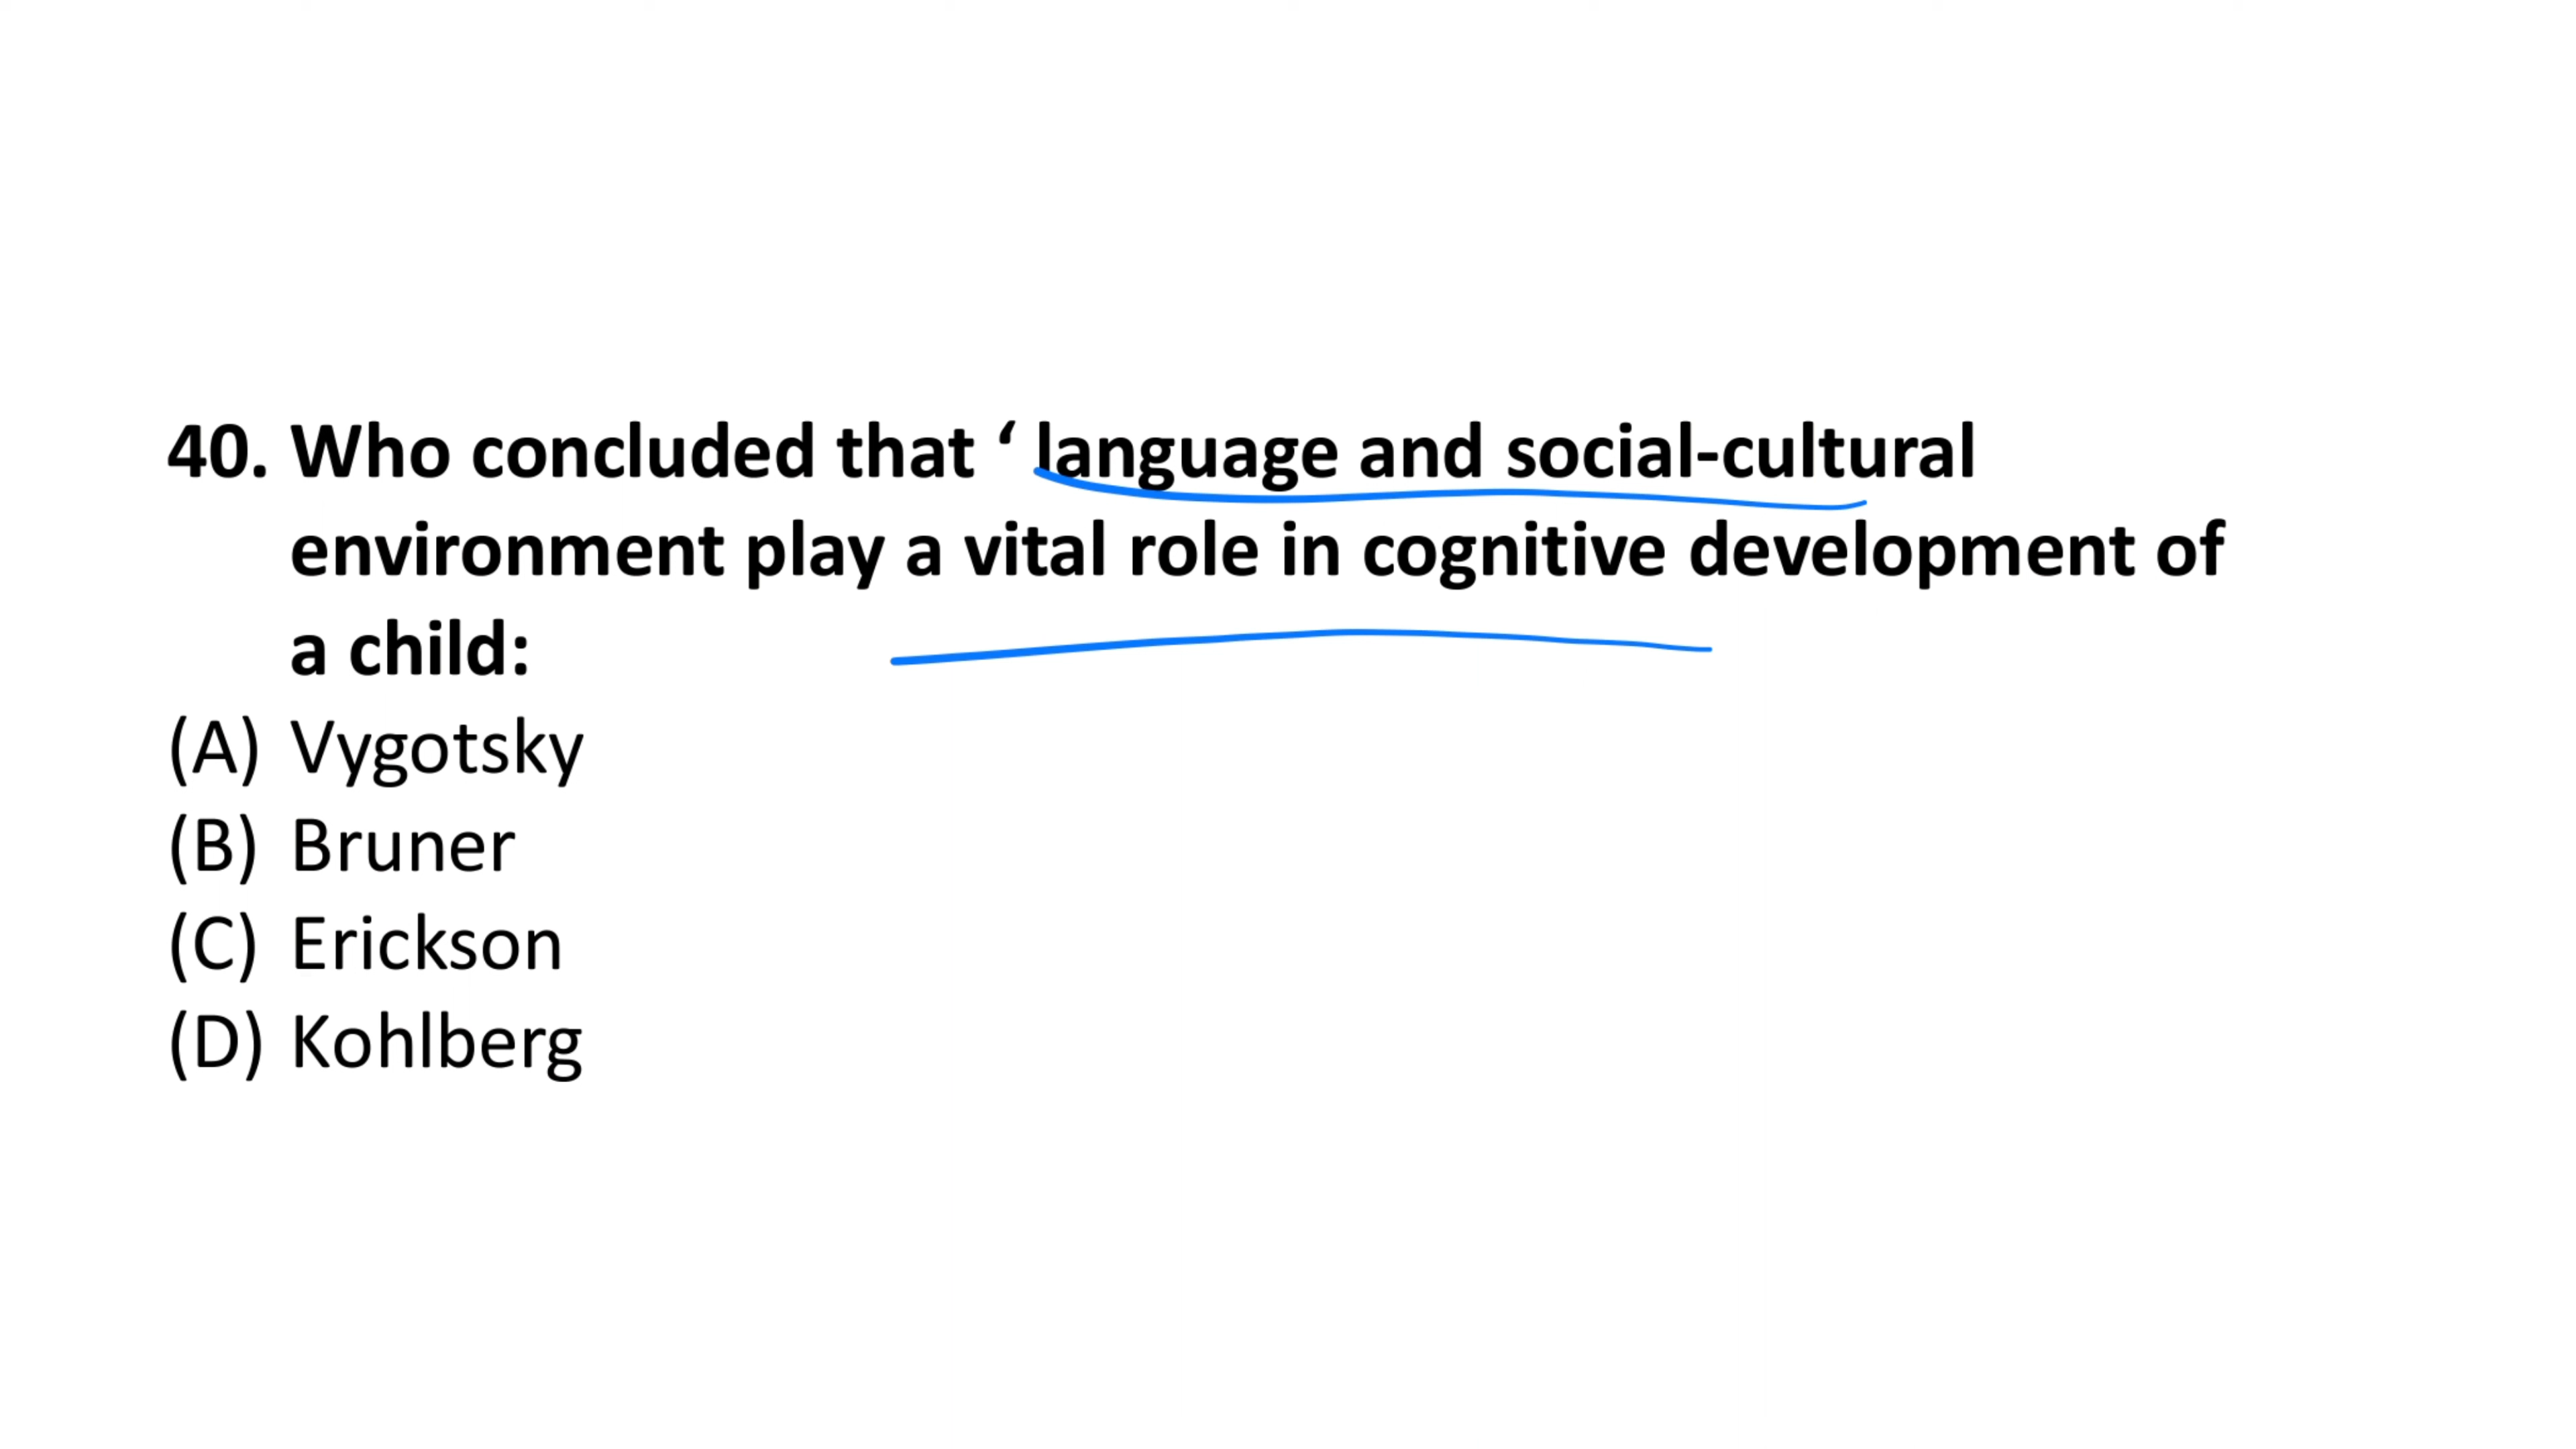 40. Who concluded that ‘ language and social-cultural
environment play a vital role in cognitive development of
a child:
(A) Vygotsky
(B) Bruner
(C) Erickson
(D) Kohlberg